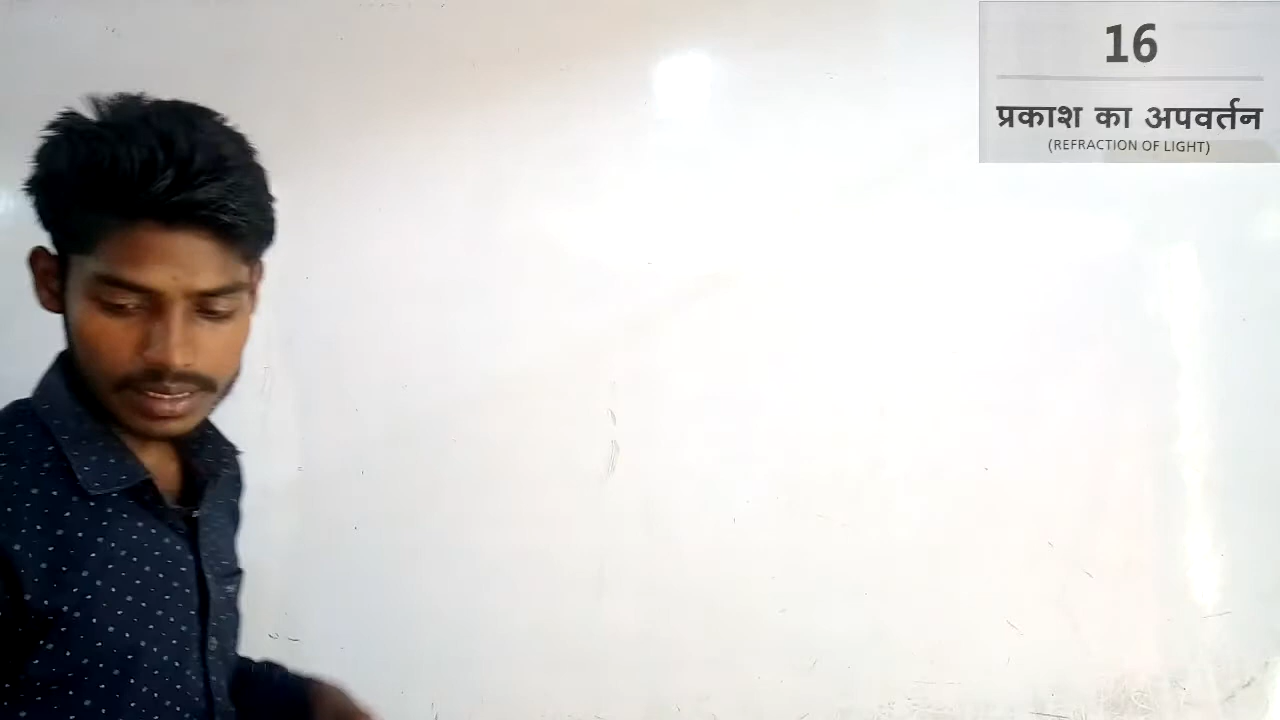 16
प्रकाश का अपवर्तन
(REFRACTION OF LIGHT)